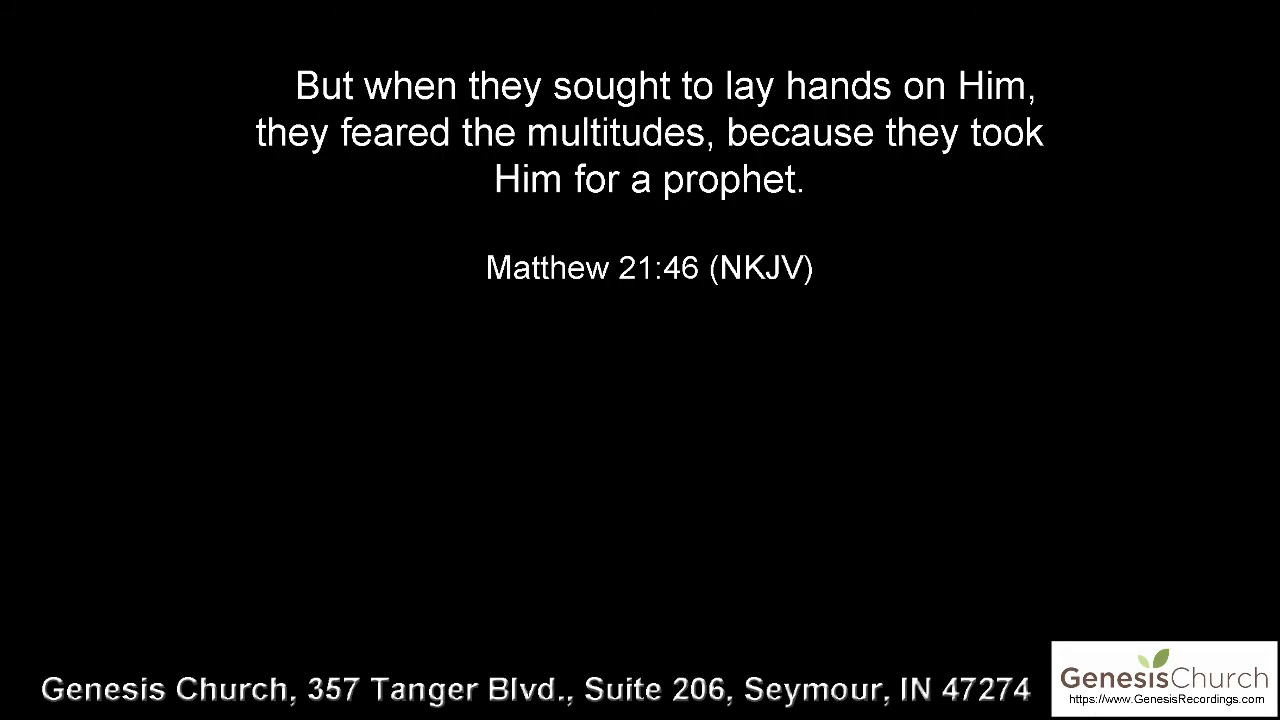 But when they sought to lay hands on Him,
they feared the multitudes, because they took
Him for a prophet.
Matthew 21:46 (NKJV)
Genesis Church, 357 Tanger Blvd., Suite 206, Seymour, IN 47274
GenesisChurch
https://www.GenesisRecordings.com